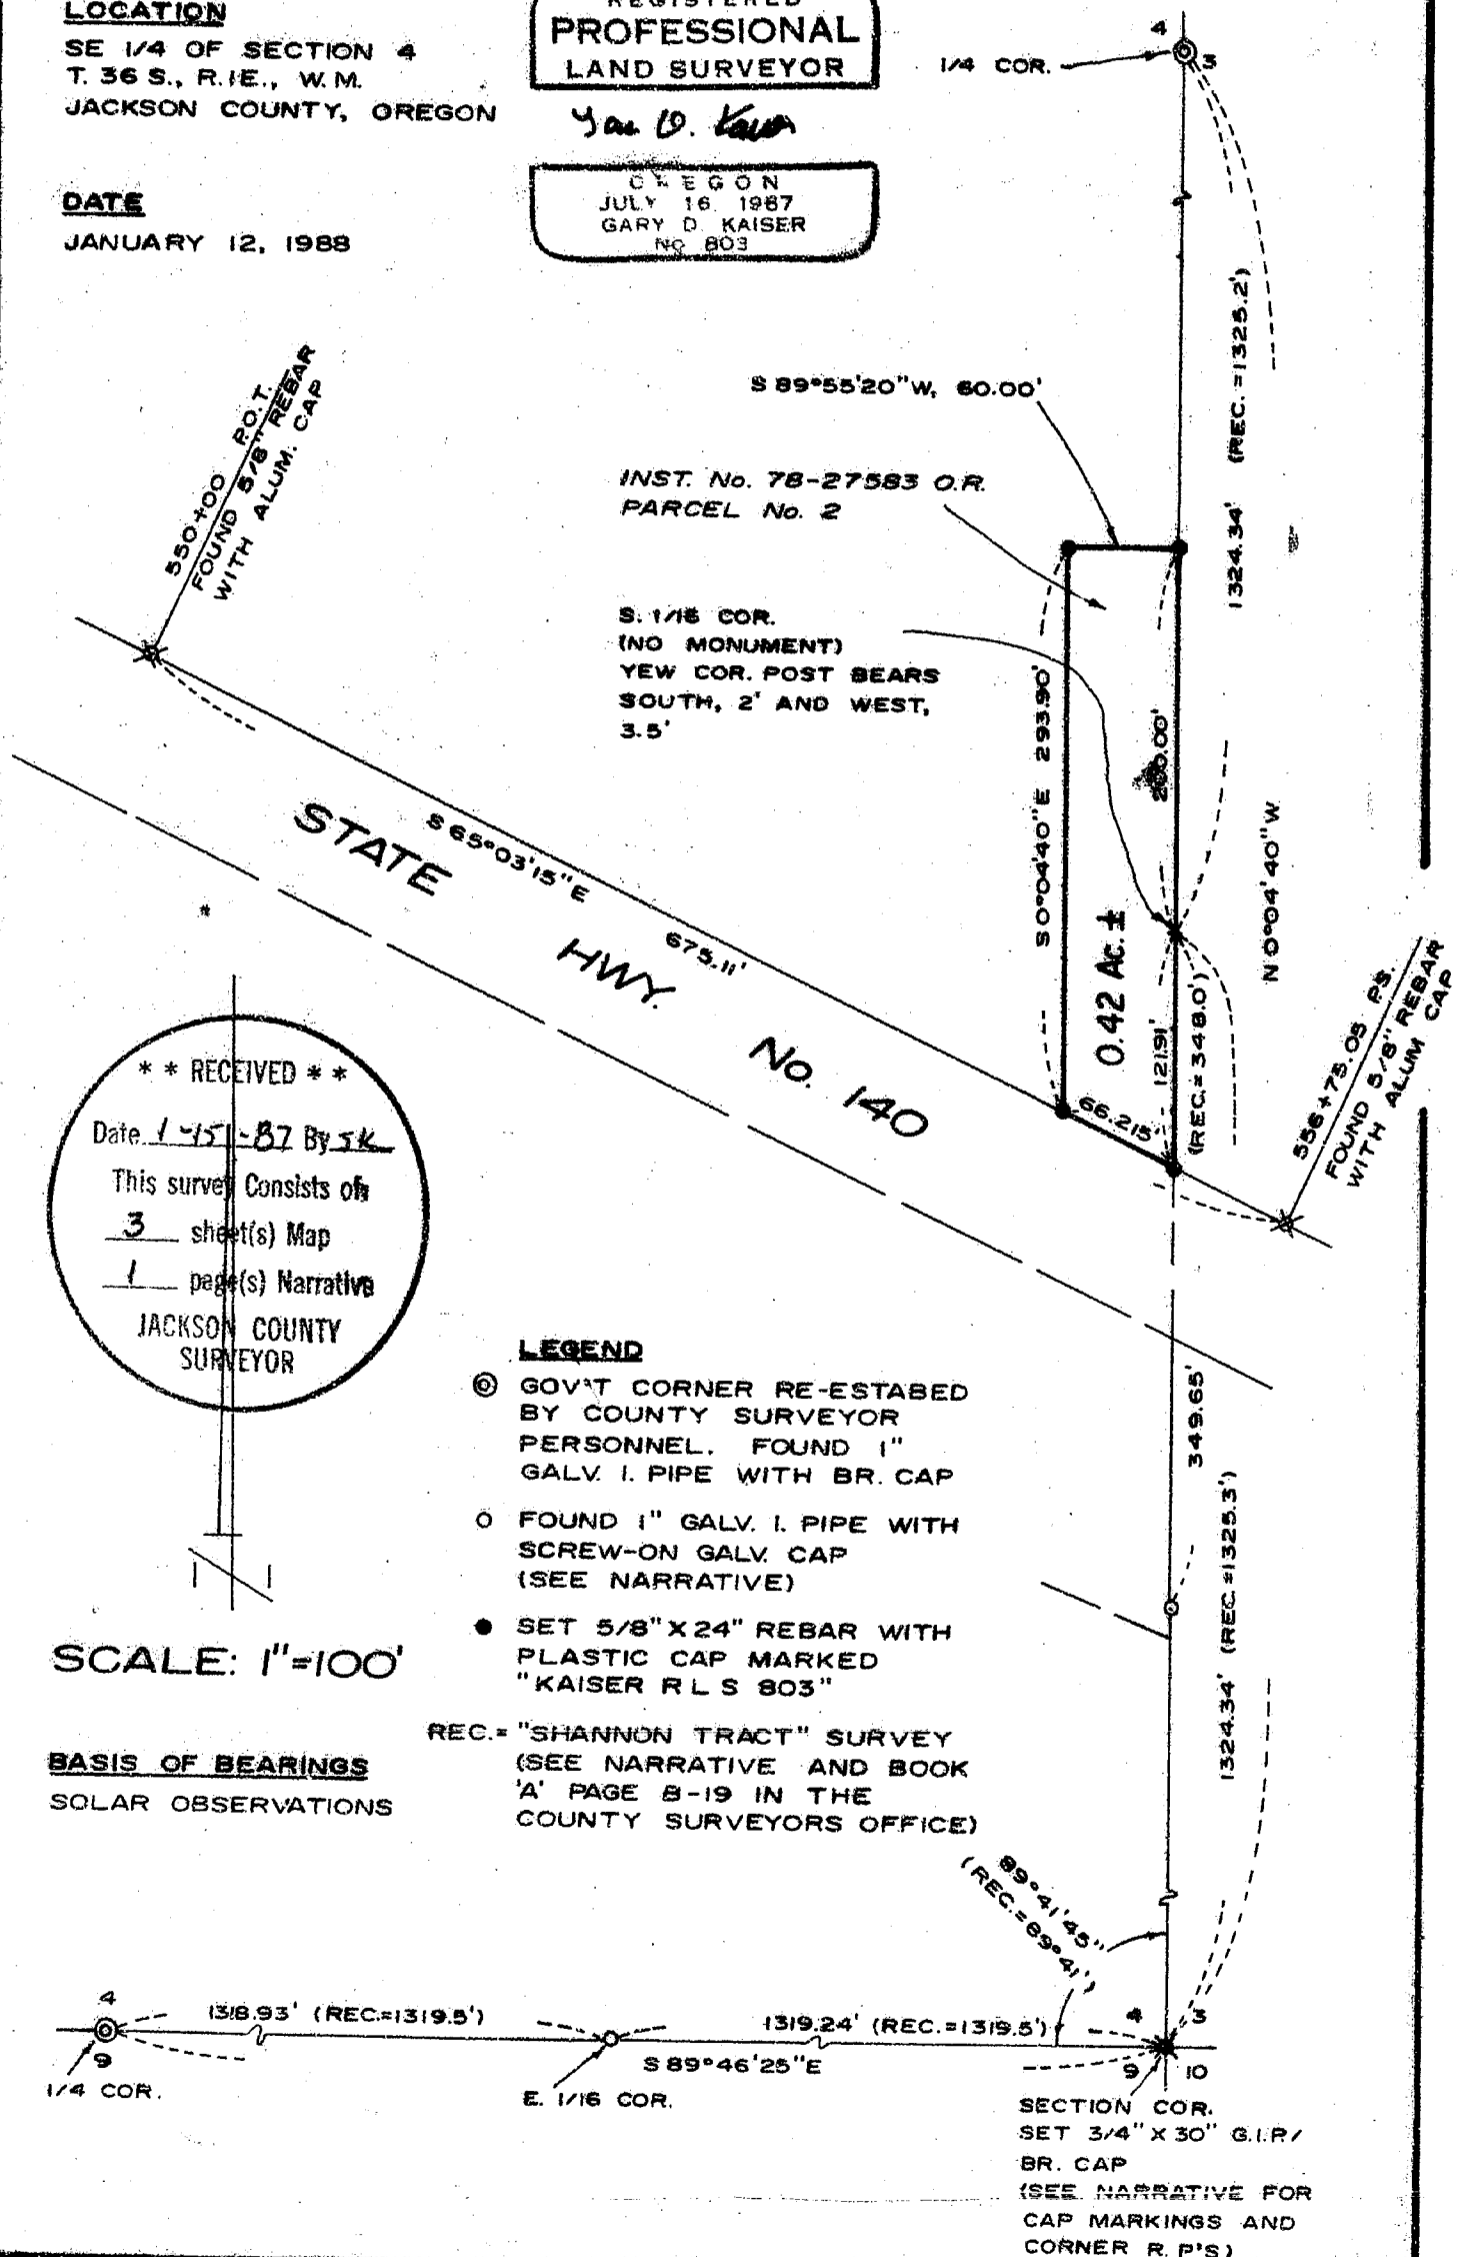 LOCATION
SE 1/4 OF SECTION 4
T. 36 S., R. 1E., W. M.
JACKSON COUNTY, OREGON
DATE
JANUARY 12, 1988
REGISTERED
PROFESSIONAL
LAND SURVEYOR
OREGON
JULY 16 1987
GARY D. KAISER
NO 803
4
3
1/4 COR.
1324.34' (REC.=1325.2')
S 89°55'20"W, 60.00'
INST. No. 78-27583 O.R.
PARCEL No. 2
550+00 P.O.T.
FOUND 5/8" REBAR
WITH ALUM. CAP
S. 1/16 COR.
(NO MONUMENT)
YEW COR. POST BEARS
SOUTH, 2' AND WEST,
3.5'
S 0°04'40"E 293.90'
200.00'
N 0°04'40"W
0.42 Ac.±
121.91'
(REC.=348.0')
66.215'
S 65°03'15"E
675.11'
STATE HWY. No. 140
556+75.05 P.S.
FOUND 5/8" REBAR
WITH ALUM CAP
*
* * RECEIVED * *
Date 1-15-87 By SK
This survey Consists of
3 sheet(s) Map
1 page(s) Narrative
JACKSON COUNTY
SURVEYOR
SCALE: 1"=100'
BASIS OF BEARINGS
SOLAR OBSERVATIONS
LEGEND
GOV'T CORNER RE-ESTABED
BY COUNTY SURVEYOR
PERSONNEL. FOUND 1"
GALV. I. PIPE WITH BR. CAP
FOUND 1" GALV. I. PIPE WITH
SCREW-ON GALV. CAP
(SEE NARRATIVE)
SET 5/8" X 24" REBAR WITH
PLASTIC CAP MARKED
"KAISER R L S 803"
REC.= "SHANNON TRACT" SURVEY
(SEE NARRATIVE AND BOOK
'A' PAGE 8-19 IN THE
COUNTY SURVEYORS OFFICE)
349.65'
1324.34' (REC.=1325.3')
89°41'45"
(REC.=89°41')
4
9
1/4 COR.
1318.93' (REC.=1319.5')
E. 1/16 COR.
1319.24' (REC.=1319.5')
S 89°46'25"E
4 3
9 10
SECTION COR.
SET 3/4" X 30" G.I.P./
BR. CAP
(SEE NARRATIVE FOR
CAP MARKINGS AND
CORNER R. P'S)